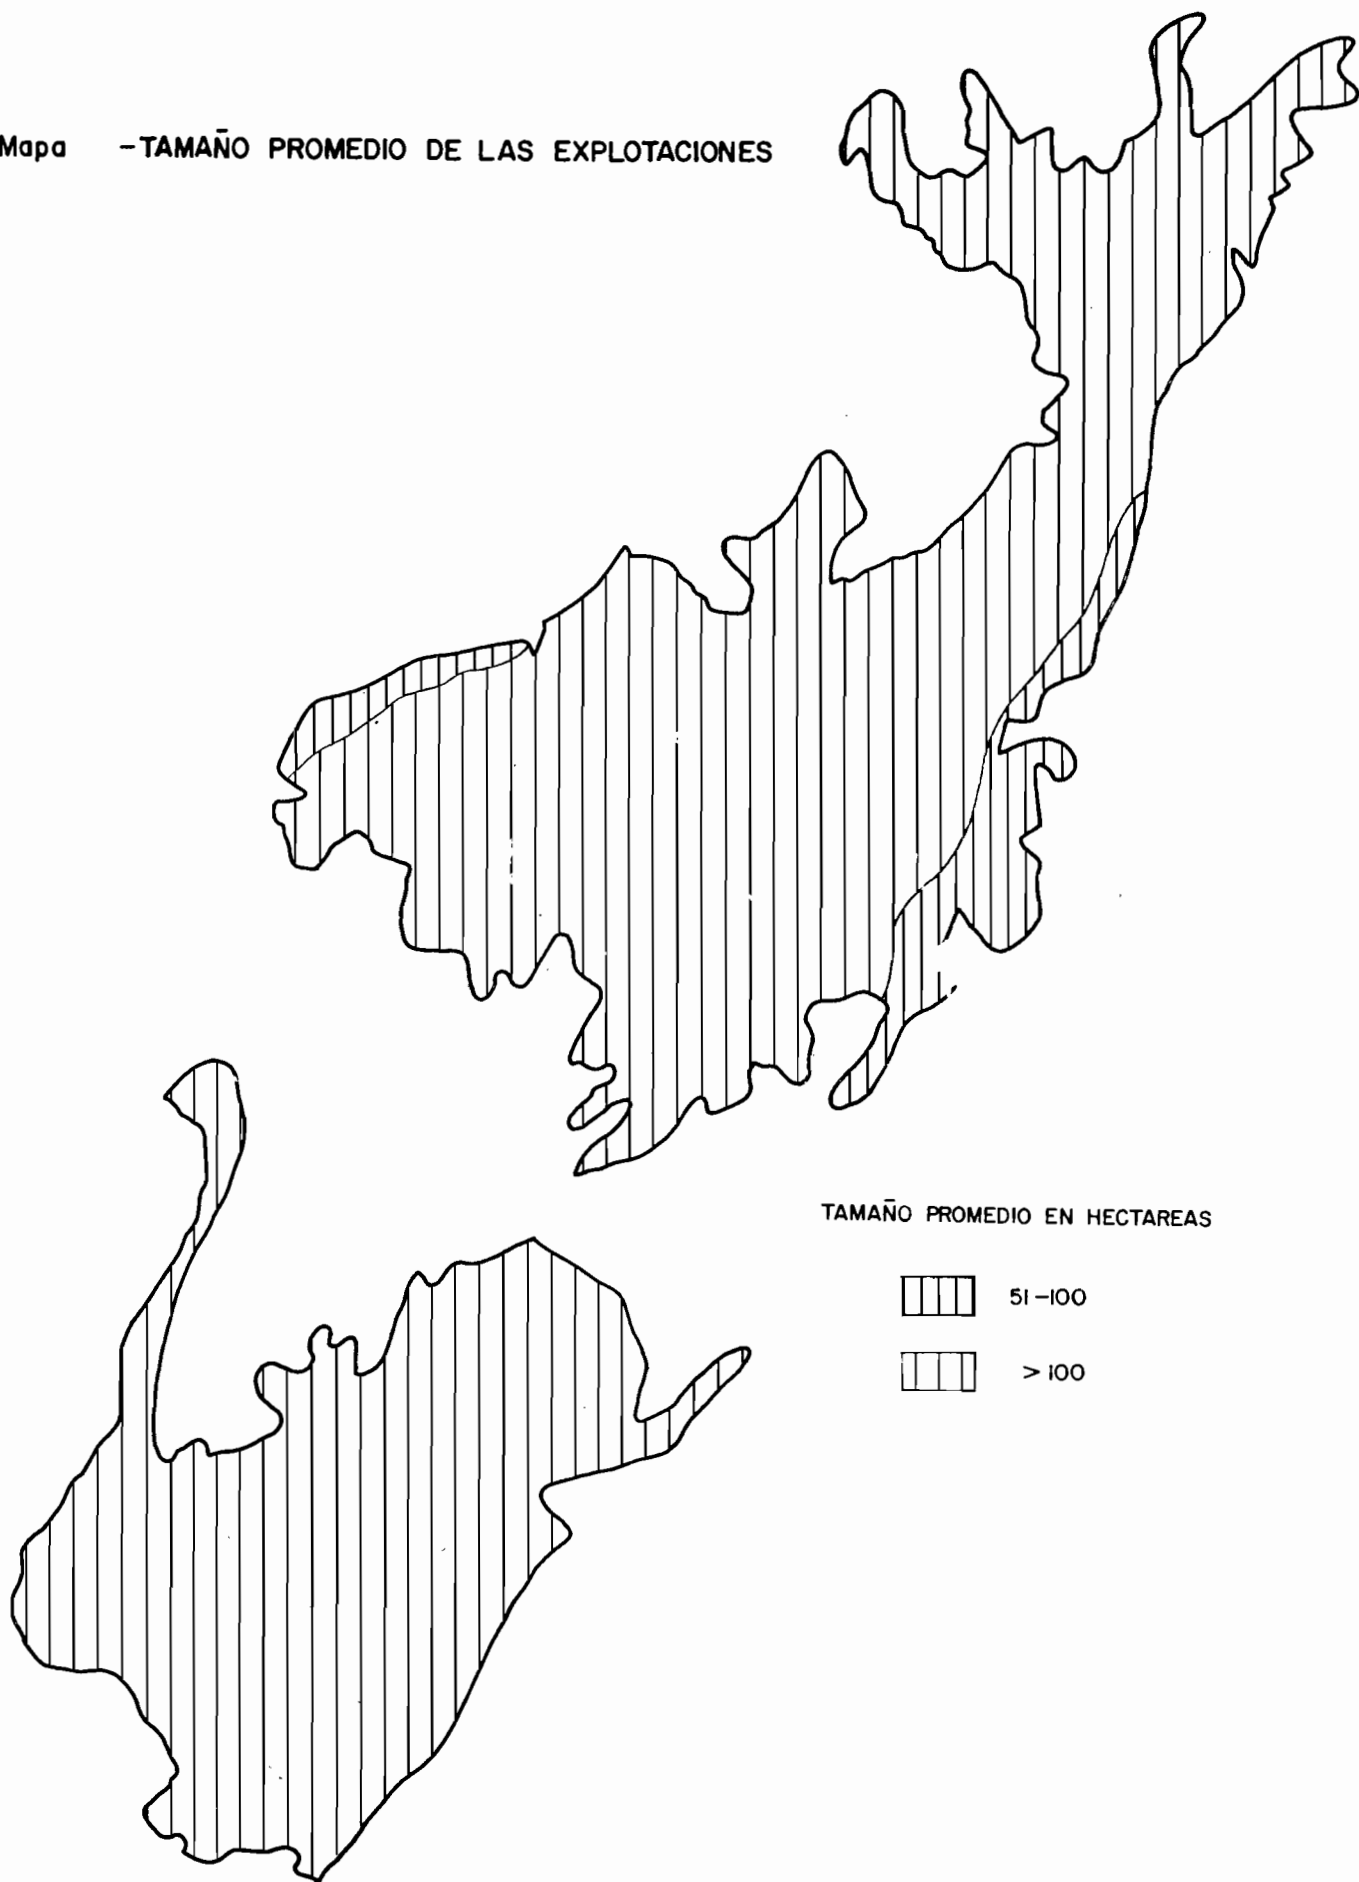 Mapa - TAMAÑO PROMEDIO DE LAS EXPLOTACIONES
TAMAÑO PROMEDIO EN HECTAREAS
51-100
> 100